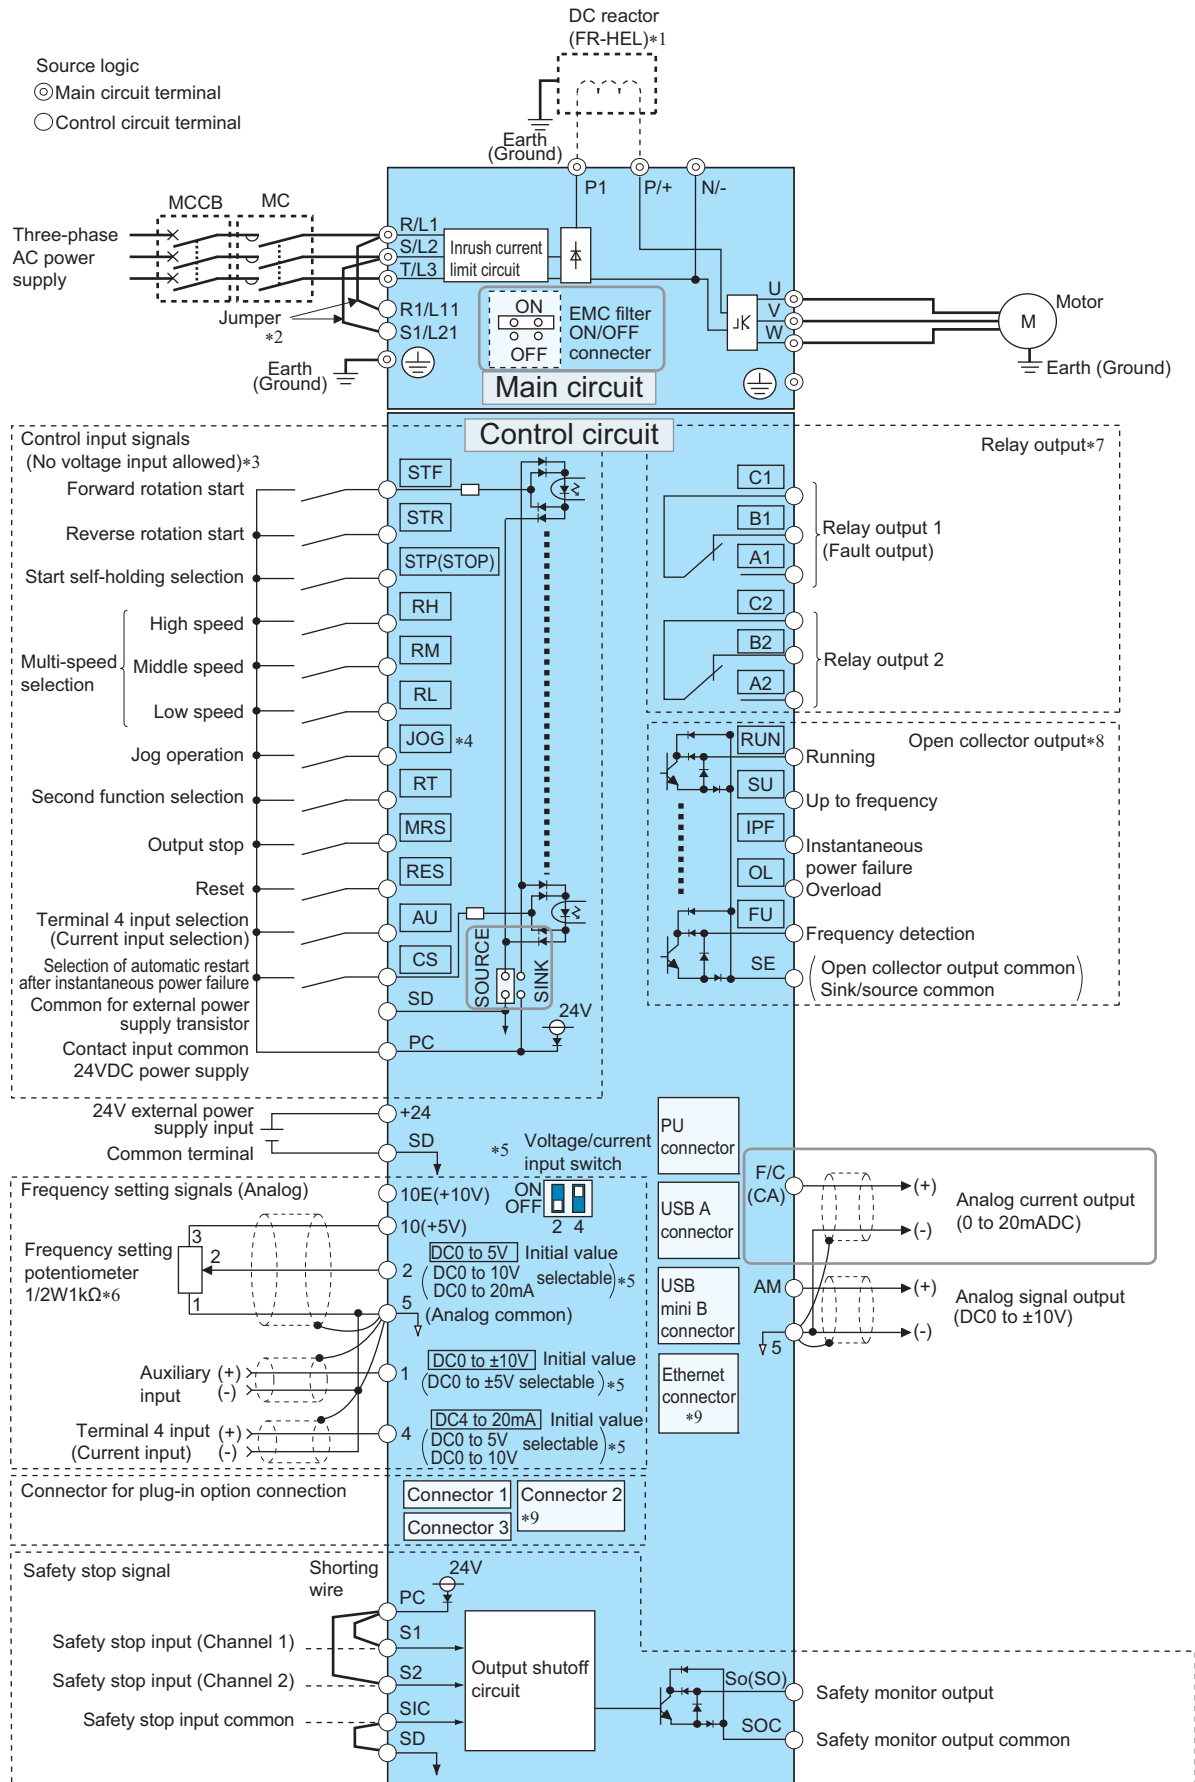 DC reactor
(FR-HEL)*1
Source logic
Main circuit terminal
Control circuit terminal
Earth
(Ground)
P1
P/+
N/-
MCCB
MC
Three-phase
AC power
supply
R/L1
S/L2
T/L3
Inrush current
limit circuit
R1/L11
S1/L21
Jumper
*2
Earth
(Ground)
ON
OFF
EMC filter
ON/OFF
connecter
U
V
W
Motor
M
Earth (Ground)
Main circuit
Control circuit
Control input signals
(No voltage input allowed)*3
Forward rotation start
STF
Reverse rotation start
STR
Start self-holding selection
STP(STOP)
Multi-speed
selection
High speed
RH
Middle speed
RM
Low speed
RL
Jog operation
JOG *4
Second function selection
RT
Output stop
MRS
Reset
RES
Terminal 4 input selection
(Current input selection)
AU
Selection of automatic restart
after instantaneous power failure
CS
Common for external power
supply transistor
SD
Contact input common
24VDC power supply
PC
SOURCE
SINK
24V
Relay output*7
C1
B1
A1
Relay output 1
(Fault output)
C2
B2
A2
Relay output 2
Open collector output*8
RUN
Running
SU
Up to frequency
IPF
Instantaneous
power failure
OL
Overload
FU
Frequency detection
SE
Open collector output common
Sink/source common
24V external power
supply input
+24
Common terminal
SD
*5 Voltage/current
input switch
ON
OFF
2 4
Frequency setting signals (Analog)
10E(+10V)
10(+5V)
Frequency setting
potentiometer
1/2W1kΩ*6
3
2
1
2
DC0 to 5V Initial value
(DC0 to 10V
DC0 to 20mA selectable)*5
5
(Analog common)
Auxiliary (+)
input (-)
1
DC0 to ±10V Initial value
(DC0 to ±5V selectable)*5
Terminal 4 input (+)
(Current input) (-)
4
DC4 to 20mA Initial value
(DC0 to 5V
DC0 to 10V selectable)*5
PU
connector
USB A
connector
USB
mini B
connector
Ethernet
connector
*9
F/C
(CA)
(+)
(-)
Analog current output
(0 to 20mADC)
AM
(+)
(-)
Analog signal output
(DC0 to ±10V)
5
Connector for plug-in option connection
Connector 1
Connector 2
*9
Connector 3
Safety stop signal
Shorting
wire
24V
PC
S1
Safety stop input (Channel 1)
S2
Safety stop input (Channel 2)
SIC
Safety stop input common
SD
Output shutoff
circuit
So(SO)
Safety monitor output
SOC
Safety monitor output common